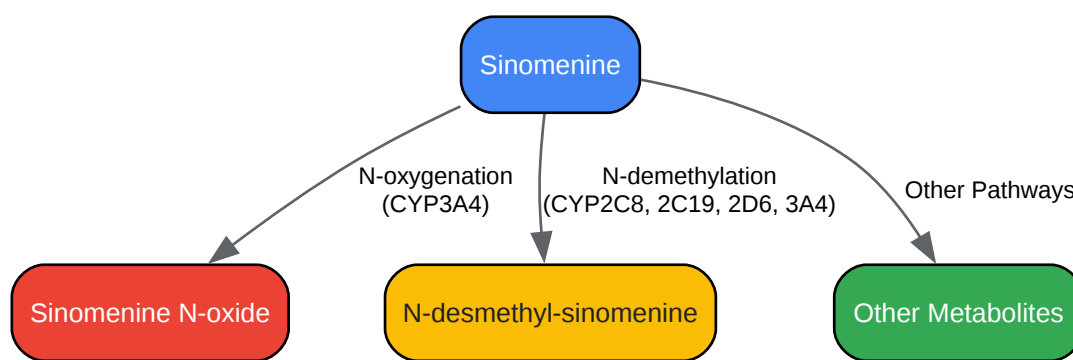 Sinomenine
N-oxygenation
(CYP3A4)
N-demethylation
(CYP2C8, 2C19, 2D6, 3A4)
Other Pathways
Sinomenine N-oxide
N-desmethyl-sinomenine
Other Metabolites